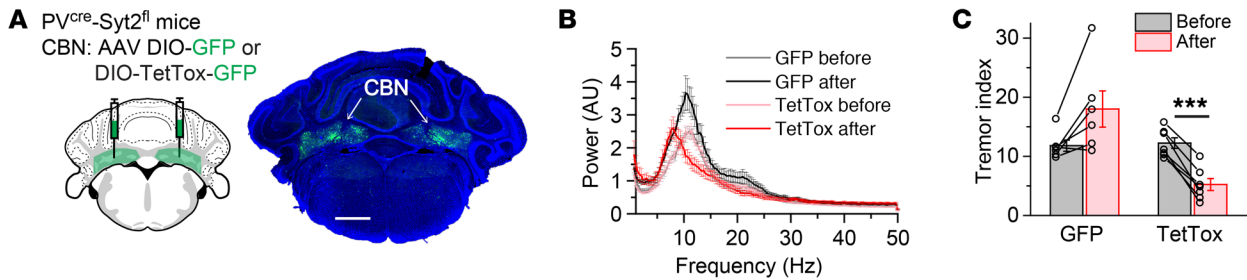 A
PVcre-Syt2fl mice
CBN: AAV DIO-GFP or
DIO-TetTox-GFP
CBN
B
5
4
3
2
1
0
Power (AU)
10 20 30 40 50
Frequency (Hz)
GFP before
GFP after
TetTox before
TetTox after
C
30
20
10
0
Tremor index
Before
After
***
GFP TetTox